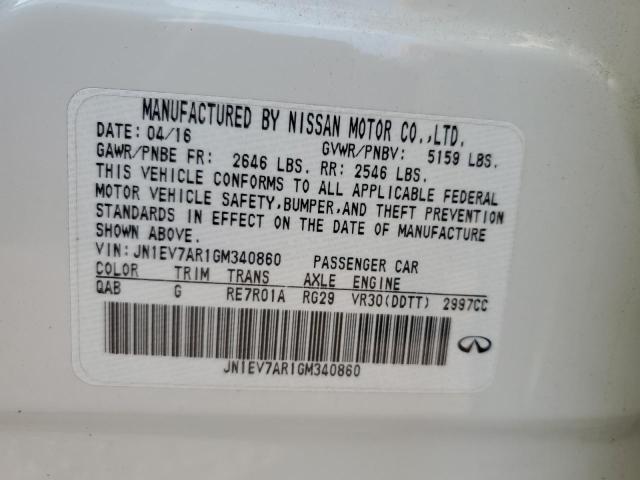 MANUFACTURED BY NISSAN MOTOR CO.,LTD.
DATE: 04/16 GVWR/PNBV: 5159 LBS.
GAWR/PNBE FR: 2646 LBS. RR: 2546 LBS.
THIS VEHICLE CONFORMS TO ALL APPLICABLE FEDERAL
MOTOR VEHICLE SAFETY,BUMPER,AND THEFT PREVENTION
STANDARDS IN EFFECT ON THE DATE OF MANUFACTURE
SHOWN ABOVE.
VIN:JN1EV7AR1GM340860 PASSENGER CAR
COLOR TRIM TRANS AXLE ENGINE
QAB G RE7R01A RG29 VR30(DDTT) 2997CC
JN1EV7AR1GM340860